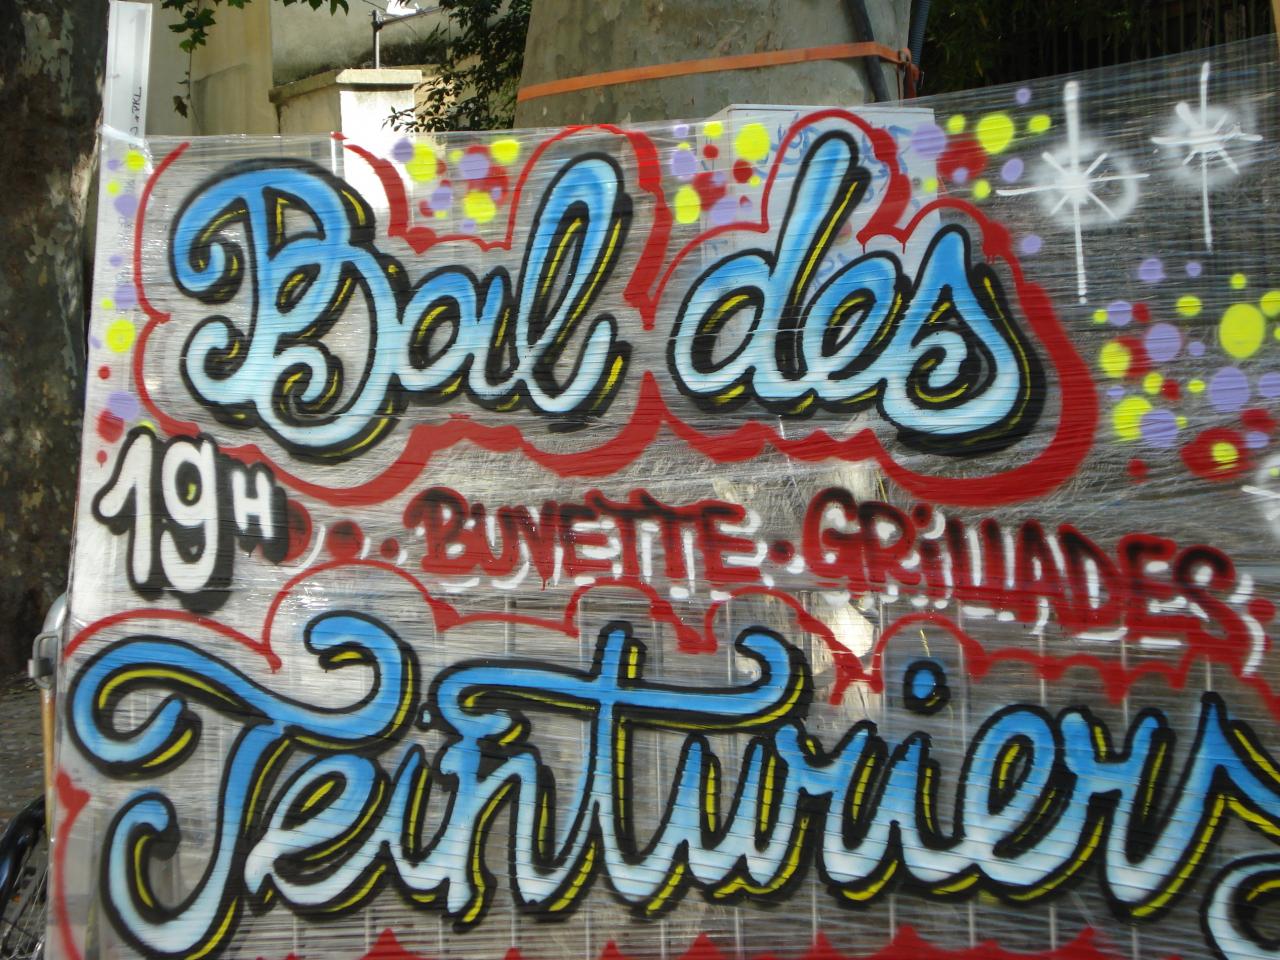 Bal des
19H BUVETTE • GRiLLADES
Teinturiers